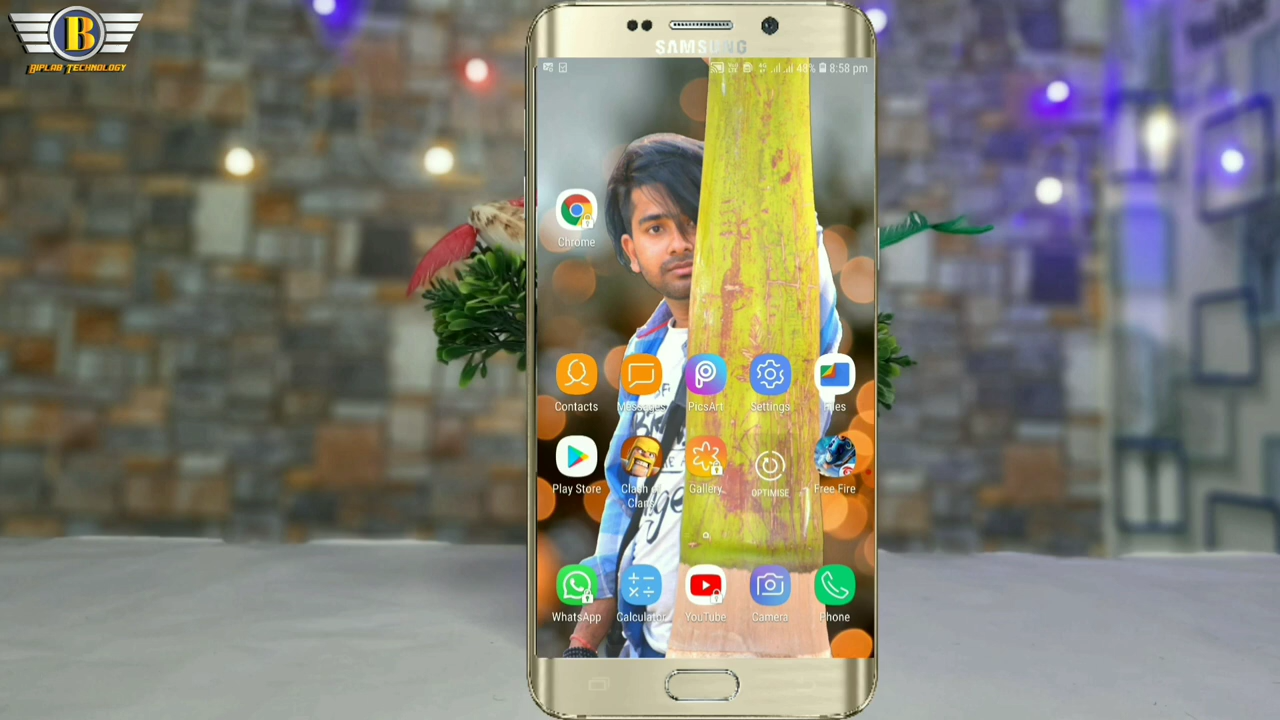 B
BIPLAB TECHNOLOGY
SAMSUNG
48% 8:58 pm
Chrome
Contacts
Messages
PicsArt
Settings
Files
Play Store
Clash of
Clans
Gallery
OPTIMISE
Free Fire
WhatsApp
Calculator
YouTube
Camera
Phone